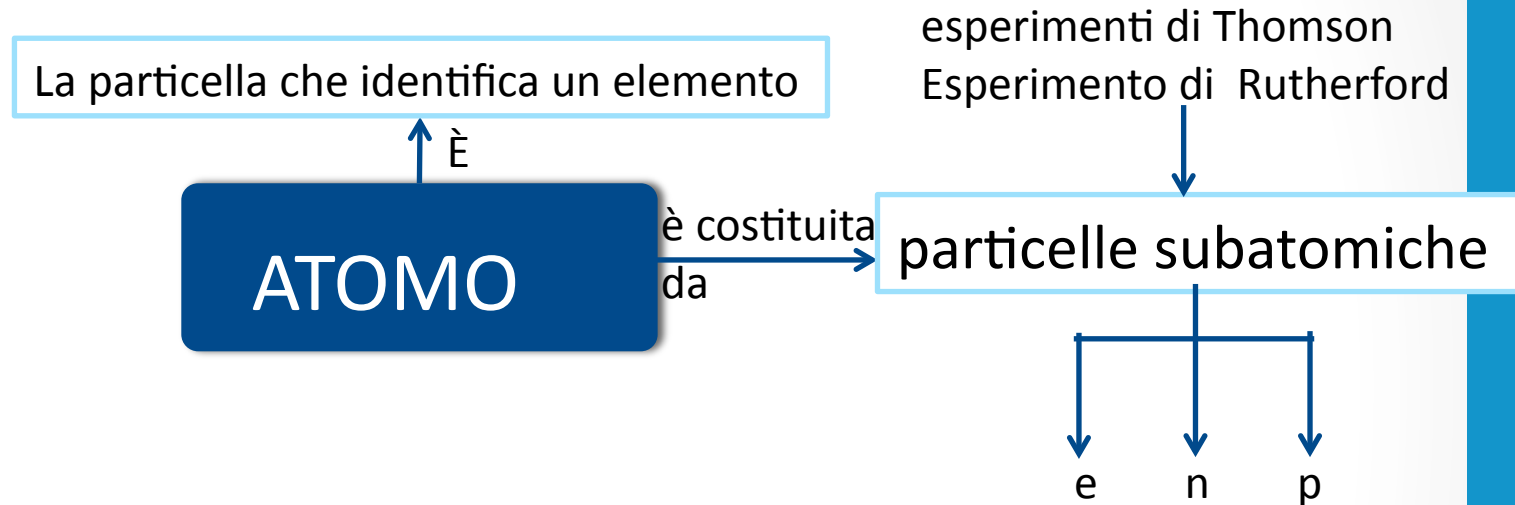 esperimenti di Thomson
Esperimento di Rutherford
La particella che identifica un elemento
È
ATOMO
è costituita
da
particelle subatomiche
e n p